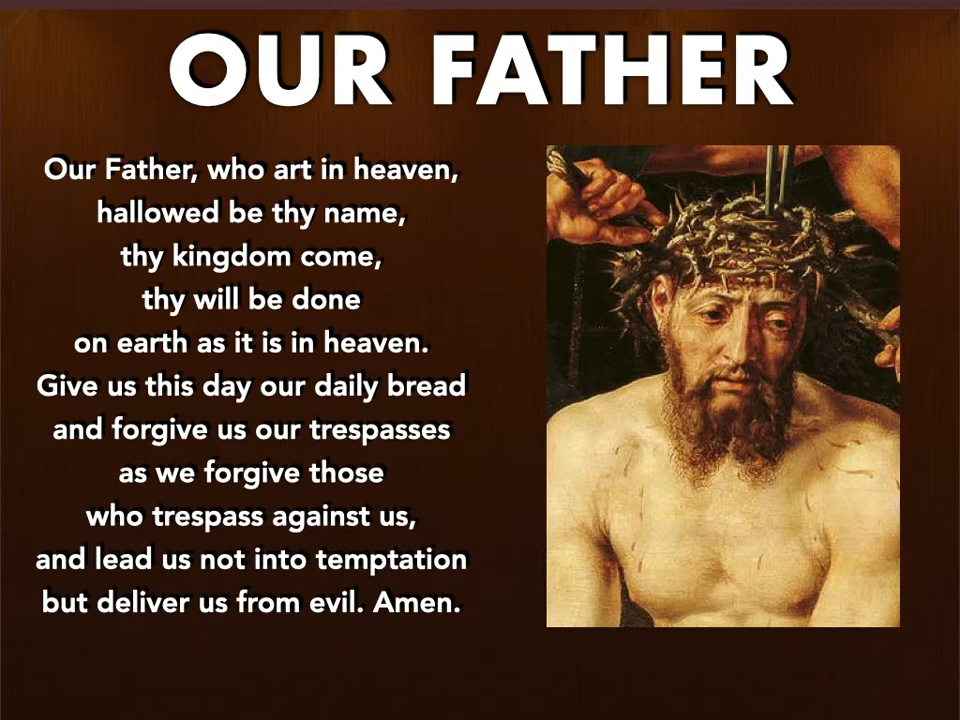 OUR FATHER
Our Father, who art in heaven,
hallowed be thy name,
thy kingdom come,
thy will be done
on earth as it is in heaven.
Give us this day our daily bread
and forgive us our trespasses
as we forgive those
who trespass against us,
and lead us not into temptation
but deliver us from evil. Amen.